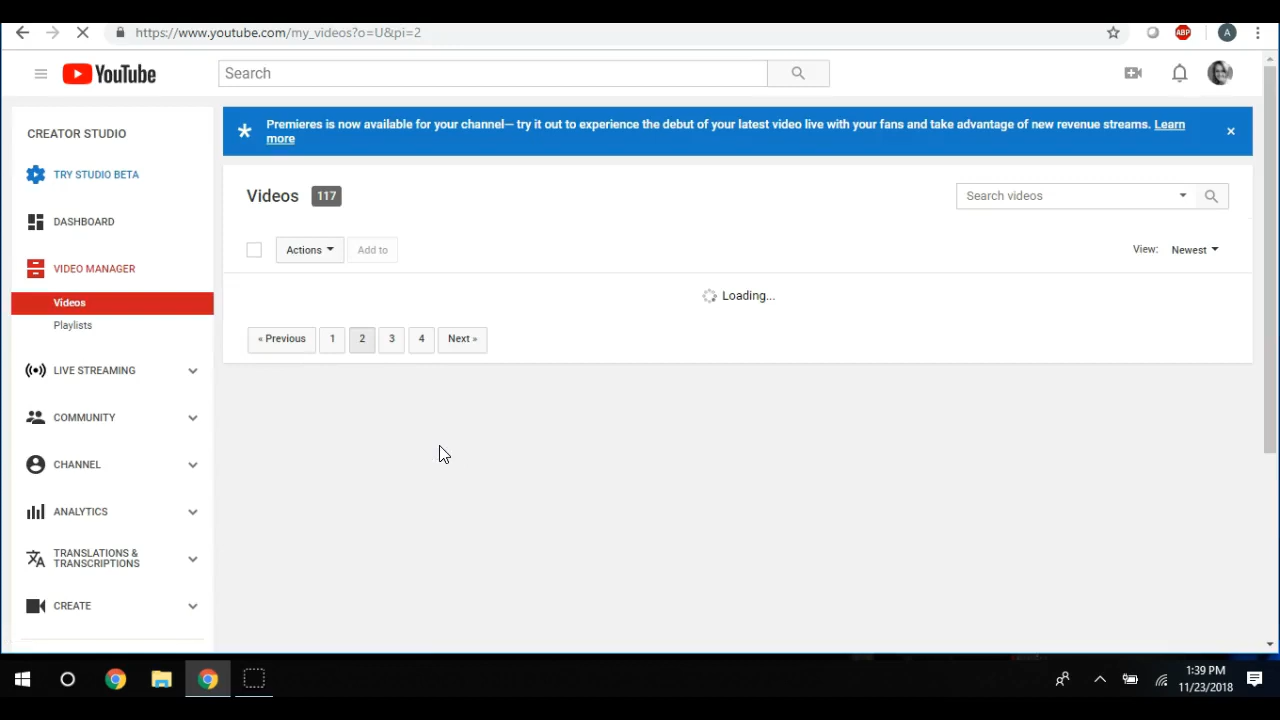 https://www.youtube.com/my_videos?o=U&pi=2
ABP
A
YouTube
Search
CREATOR STUDIO
TRY STUDIO BETA
DASHBOARD
VIDEO MANAGER
Videos
Playlists
LIVE STREAMING
COMMUNITY
CHANNEL
ANALYTICS
TRANSLATIONS &
TRANSCRIPTIONS
CREATE
Premieres is now available for your channel— try it out to experience the debut of your latest video live with your fans and take advantage of new revenue streams. Learn
more
Videos 117
Search videos
Actions Add to
View: Newest
Loading...
« Previous 1 2 3 4 Next »
1:39 PM
11/23/2018